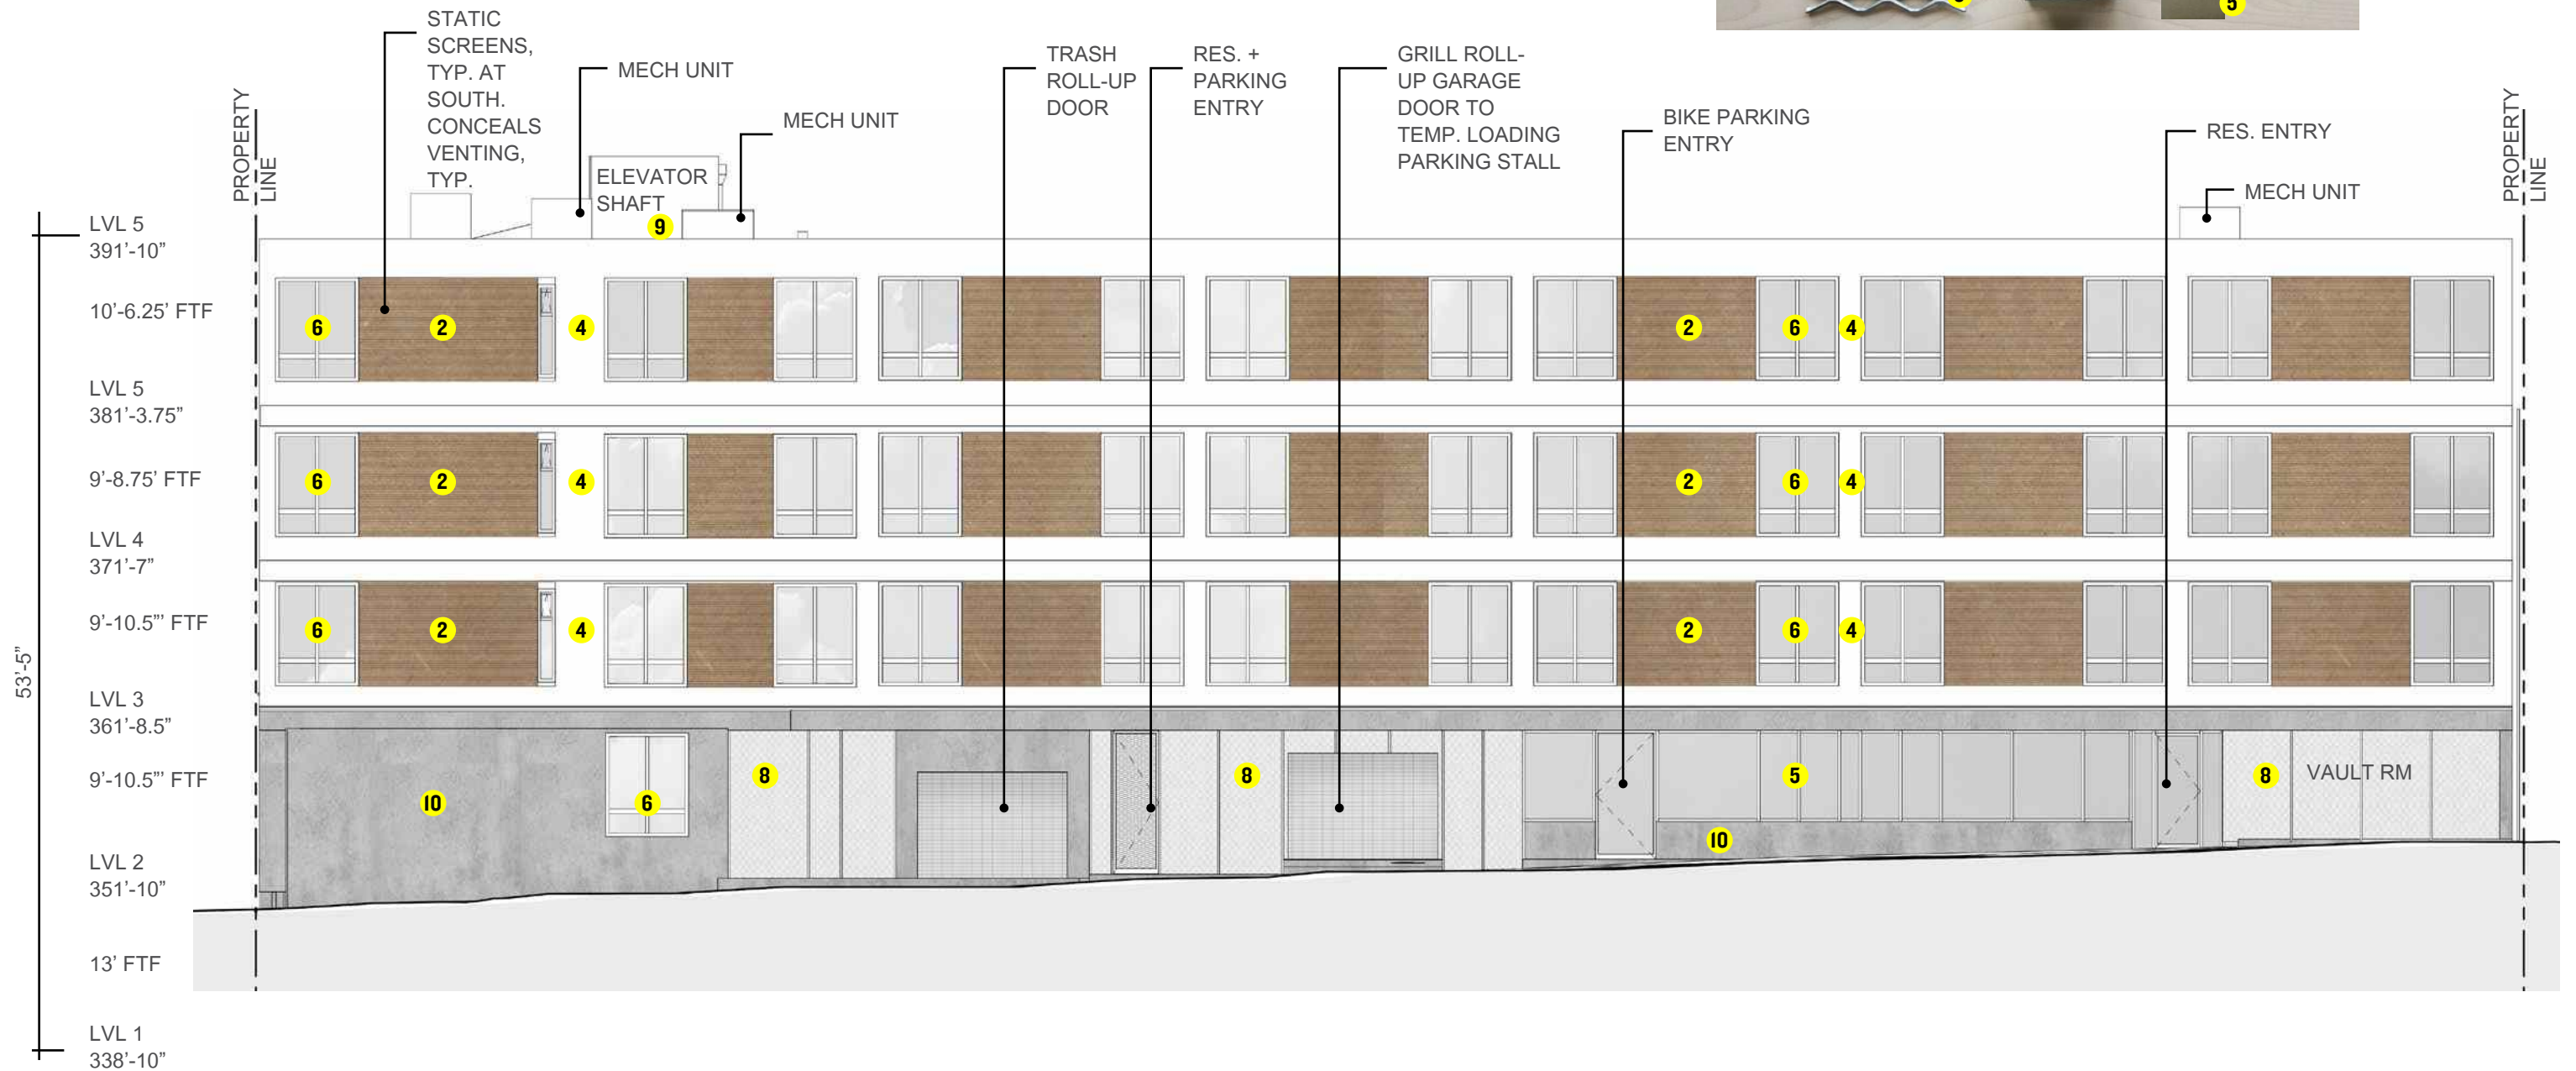 STATIC
SCREENS,
TYP. AT
SOUTH.
CONCEALS
VENTING,
TYP.
MECH UNIT
ELEVATOR
SHAFT
MECH UNIT
TRASH
ROLL-UP
DOOR
RES. +
PARKING
ENTRY
GRILL ROLL-
UP GARAGE
DOOR TO
TEMP. LOADING
PARKING STALL
BIKE PARKING
ENTRY
RES. ENTRY
MECH UNIT
5
PROPERTY
LINE
PROPERTY
LINE
9
LVL 5
391’-10”
10’-6.25’ FTF
6 2 4 2 6 4
LVL 5
381’-3.75”
9’-8.75’ FTF
6 2 4 2 6 4
LVL 4
371’-7”
9’-10.5”’ FTF
6 2 4 2 6 4
53’-5”
LVL 3
361’-8.5”
9’-10.5”’ FTF
10 6 8 8 5 10 8 VAULT RM
LVL 2
351’-10”
13’ FTF
LVL 1
338’-10”